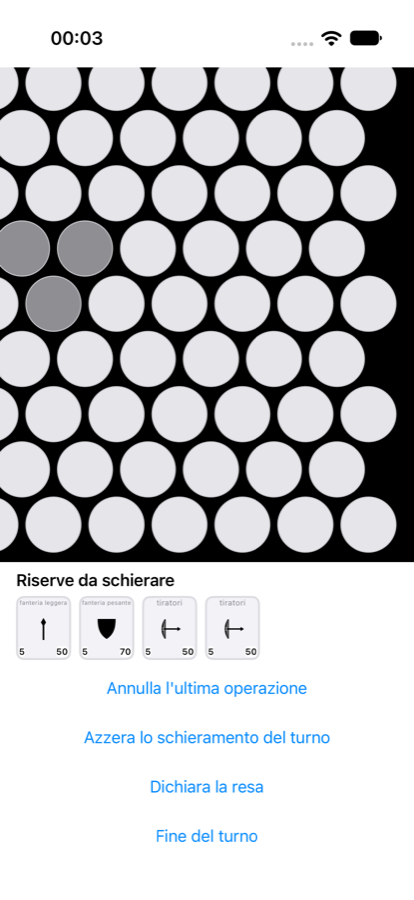 00:03
Riserve da schierare
fanteria leggera
5 50
fanteria pesante
5 70
tiratori
5 50
tiratori
5 50
Annulla l'ultima operazione
Azzera lo schieramento del turno
Dichiara la resa
Fine del turno